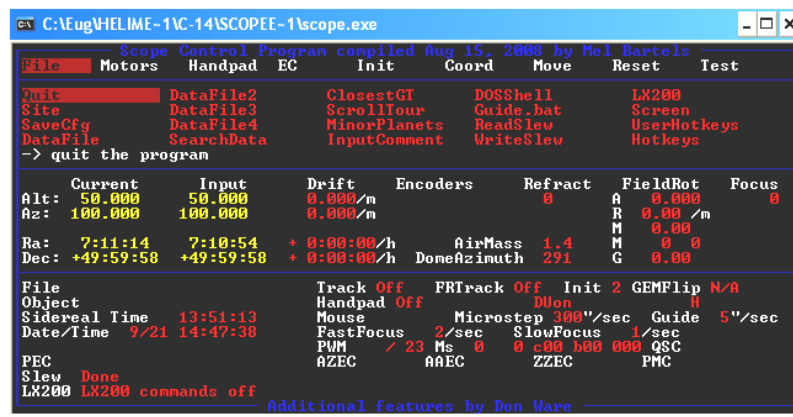 C:\Eug\HELIME~1\C-14\SCOPEE~1\scope.exe
Scope Control Program compiled Aug 15, 2008 by Mel Bartels
File Motors Handpad EC Init Coord Move Reset Test
Quit DataFile2 ClosestGT DOSShell LX200
Site DataFile3 ScrollTour Guide.bat Screen
SaveCfg DataFile4 MinorPlanets ReadSlew UserHotkeys
DataFile SearchData InputComment WriteSlew Hotkeys
-> quit the program
Current Input Drift Encoders Refract FieldRot Focus
Alt: 50.000 50.000 0.000/m 0 A 0.000 0
Az: 100.000 100.000 0.000/m R 0.00 /m
M 0.00
Ra: 7:11:14 7:10:54 + 0:00:00/h AirMass 1.4 M 0 0
Dec: +49:59:58 +49:59:58 + 0:00:00/h DomeAzimuth 291 G 0.00
File Track Off FRTrack Off Init 2 GEMFlip N/A
Object Handpad Off DUon H
Sidereal Time 13:51:13 Mouse Microstep 300"/sec Guide 5"/sec
Date/Time 9/21 14:47:38 FastFocus 2/sec SlowFocus 1/sec
PWM / 23 Ms 0 0 c00 b00 000 QSC
PEC AZEC AAEC ZZEC PMC
Slew Done
LX200 LX200 commands off
Additional features by Don Ware